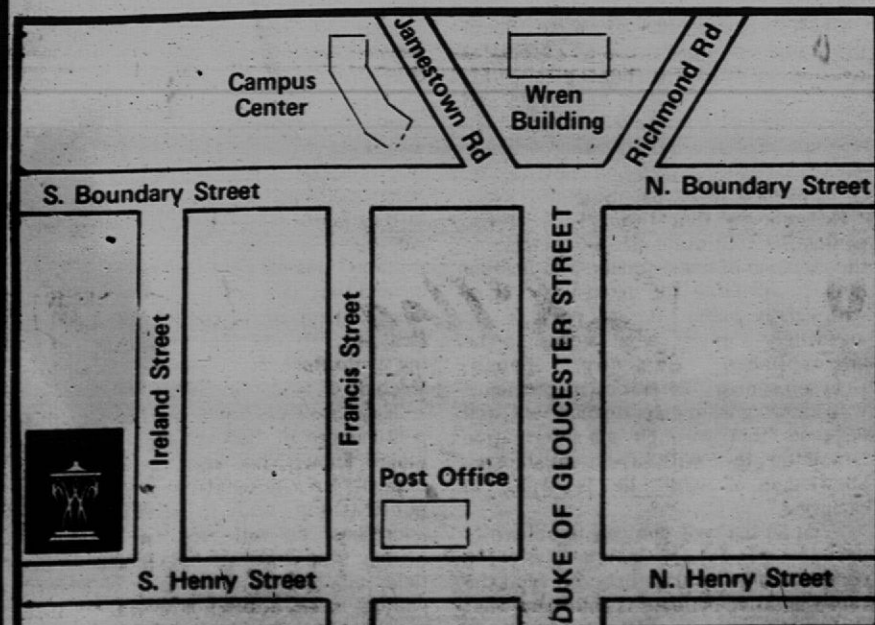 Jamestown Rd
Richmond Rd
Campus
Center
Wren
Building
S. Boundary Street
N. Boundary Street
Ireland Street
Francis Street
DUKE OF GLOUCESTER STREET
Post Office
S. Henry Street
N. Henry Street